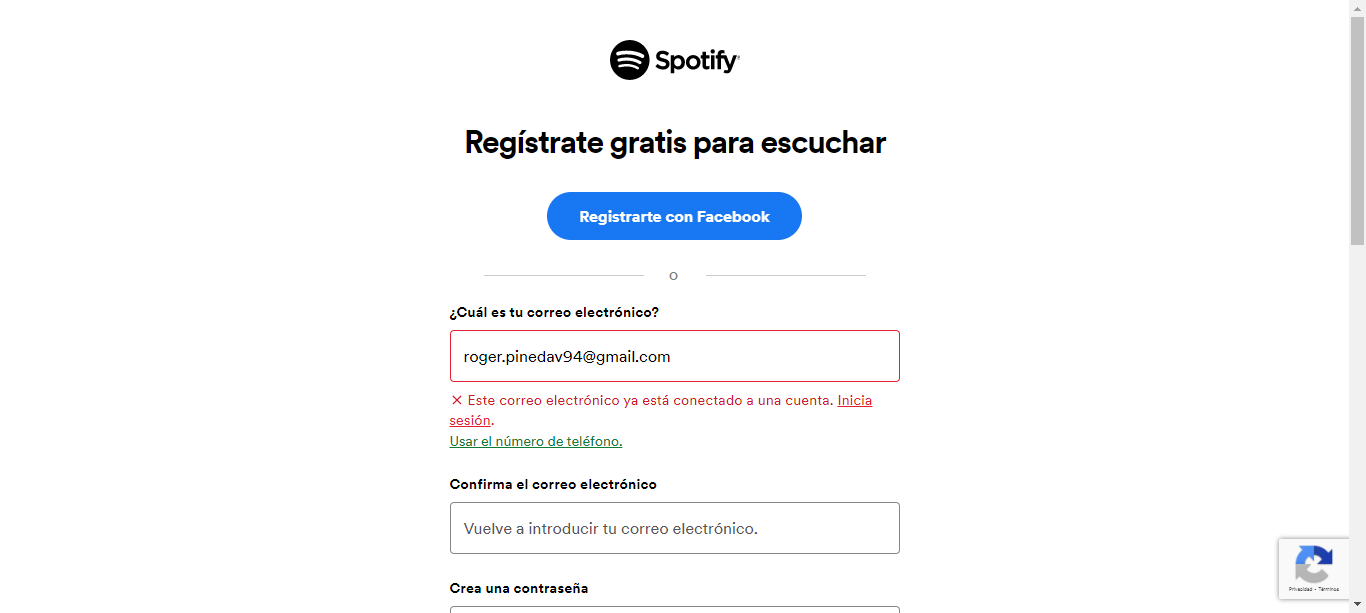 Spotify
Regístrate gratis para escuchar
Registrarte con Facebook
o
¿Cuál es tu correo electrónico?
roger.pinedav94@gmail.com
Este correo electrónico ya está conectado a una cuenta. Inicia
sesión.
Usar el número de teléfono.
Confirma el correo electrónico
Vuelve a introducir tu correo electrónico.
Crea una contraseña
Privacidad - Términos